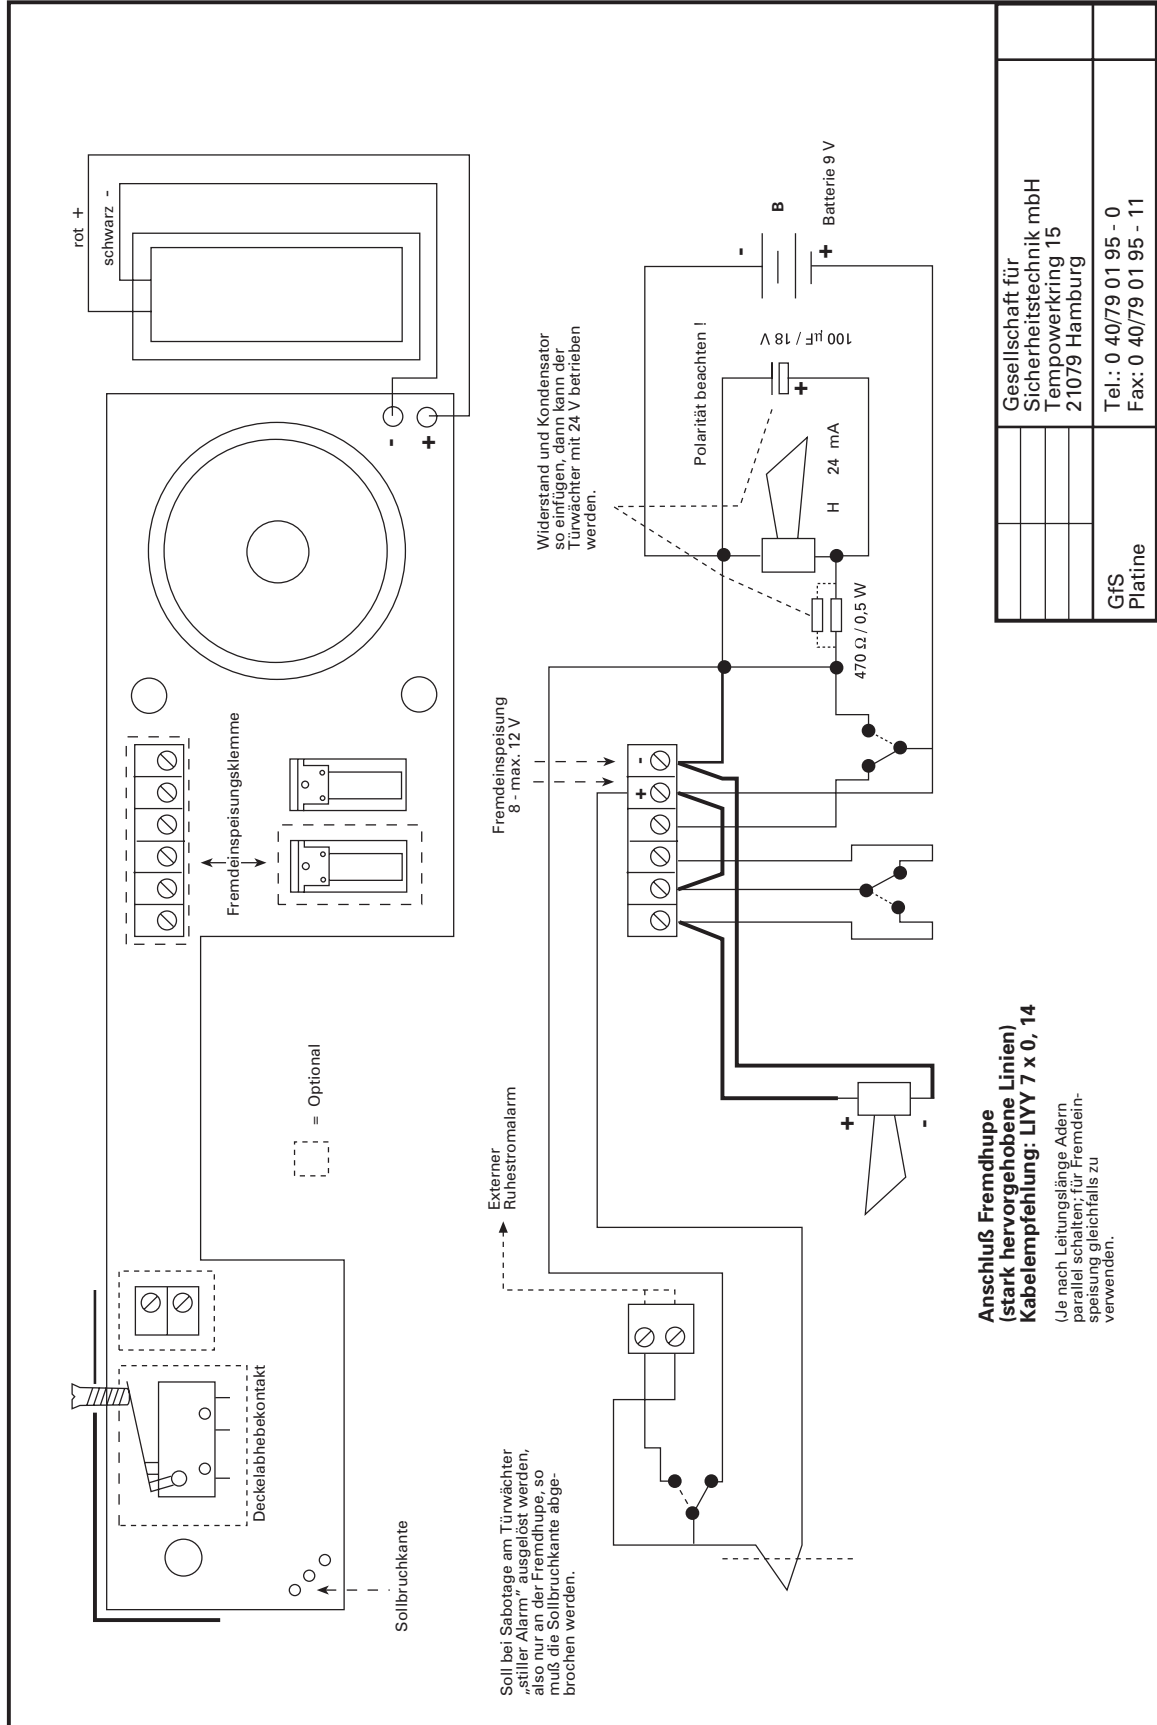 rot +
schwarz -
-
+
Fremdeinspeisungsklemme
= Optional
Deckelabhebekontakt
Sollbruchkante
Widerstand und Kondensator
so einfügen, dann kann der
Türwächter mit 24 V betrieben
werden.
Polarität beachten !
100 µF / 18 V
+
-
B
+
Batterie 9 V
H 24 mA
470 Ω / 0,5 W
Fremdeinspeisung
8 - max. 12 V
-
+
Externer
Ruhestromalarm
+
-
Soll bei Sabotage am Türwächter
„stiller Alarm” ausgelöst werden,
also nur an der Fremdhupe, so
muß die Sollbruchkante abge-
brochen werden.
Anschluß Fremdhupe
(stark hervorgehobene Linien)
Kabelempfehlung: LIYY 7 x 0, 14
(Je nach Leitungslänge Adern
parallel schalten; für Fremdein-
speisung gleichfalls zu
verwenden.
Gesellschaft für
Sicherheitstechnik mbH
Tempowerkring 15
21079 Hamburg
Tel.: 0 40/79 01 95 - 0
Fax: 0 40/79 01 95 - 11
GfS
Platine